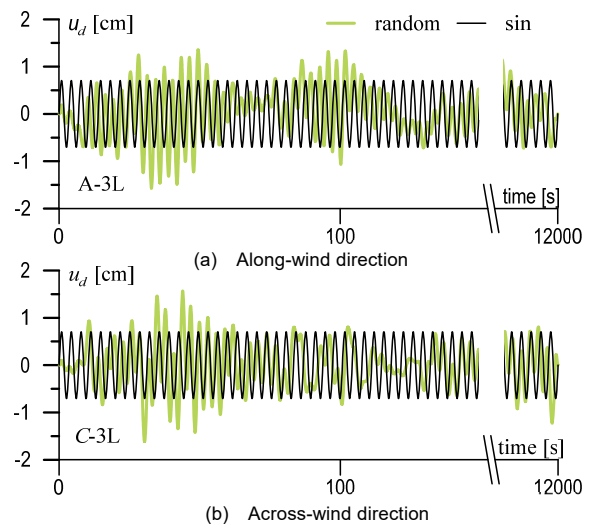 2
u_d [cm]
random
sin
1
0
-1
A-3L
time [s]
-2
0
100
12000
(a) Along-wind direction
2
u_d [cm]
1
0
-1
C-3L
time [s]
-2
0
100
12000
(b) Across-wind direction